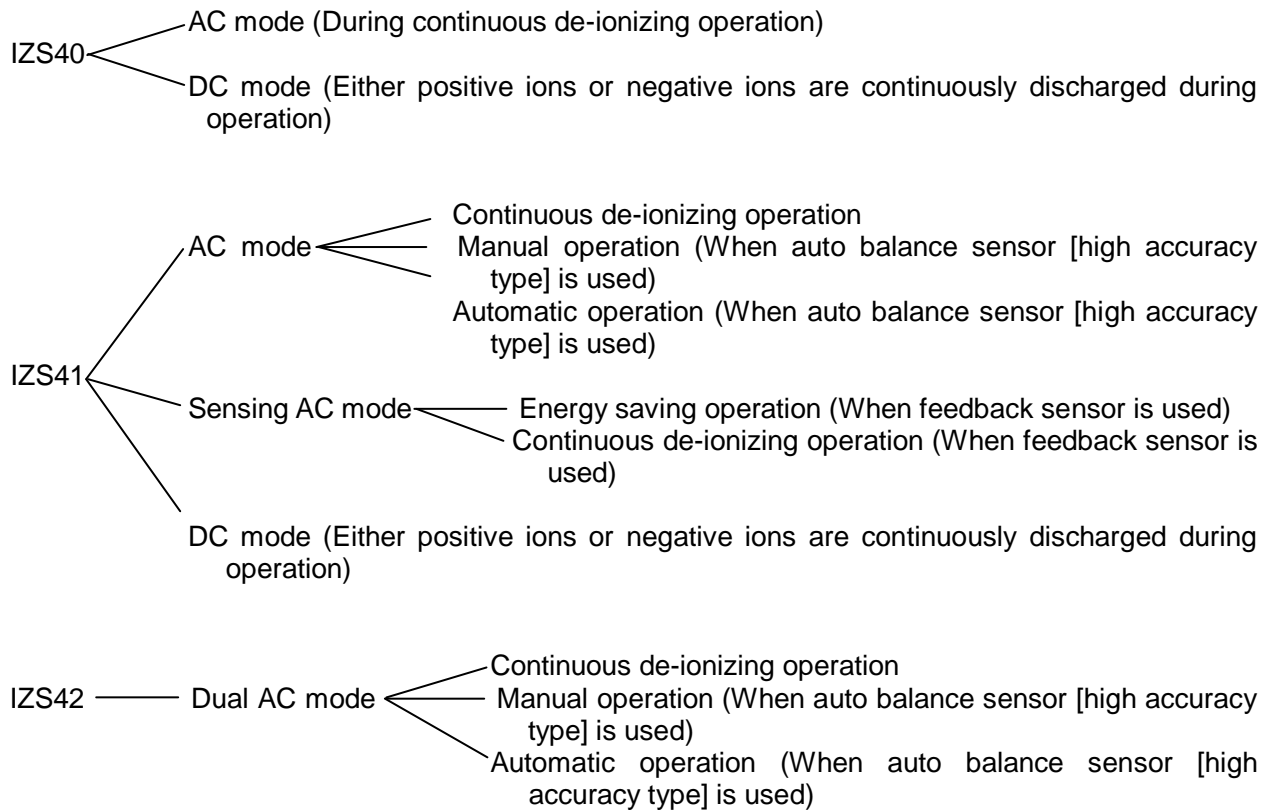 AC mode (During continuous de-ionizing operation)
IZS40
DC mode (Either positive ions or negative ions are continuously discharged during
operation)
Continuous de-ionizing operation
AC mode
Manual operation (When auto balance sensor [high accuracy
type] is used)
Automatic operation (When auto balance sensor [high accuracy
type] is used)
IZS41
Sensing AC mode
Energy saving operation (When feedback sensor is used)
Continuous de-ionizing operation (When feedback sensor is
used)
DC mode (Either positive ions or negative ions are continuously discharged during
operation)
Continuous de-ionizing operation
IZS42
Dual AC mode
Manual operation (When auto balance sensor [high accuracy
type] is used)
Automatic operation (When auto balance sensor [high
accuracy type] is used)